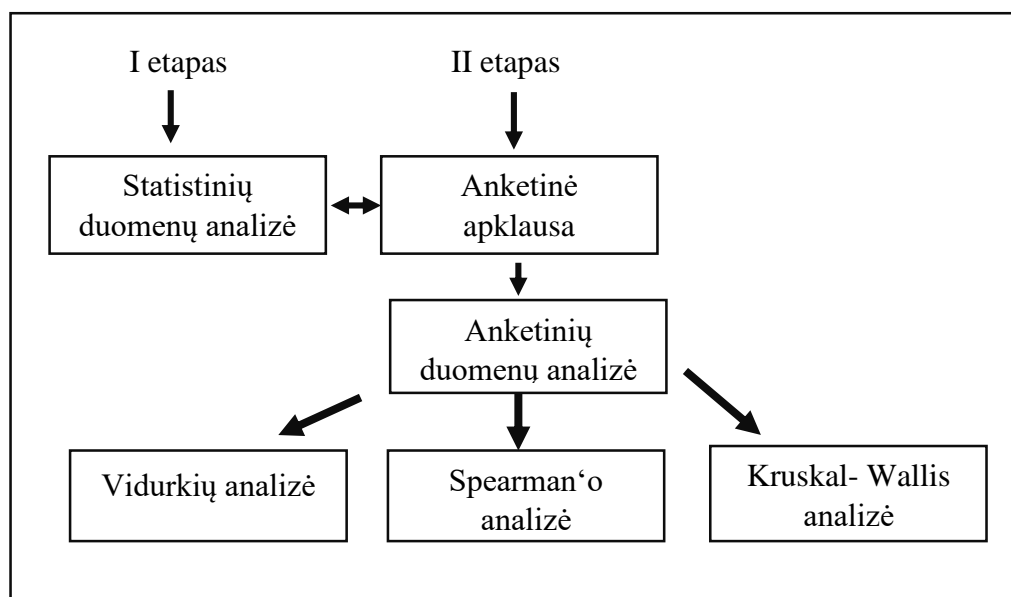 I etapas
II etapas
Statistinių
duomenų analizė
Anketinė
apklausa
Anketinių
duomenų analizė
Vidurkių analizė
Spearman‘o
analizė
Kruskal- Wallis
analizė